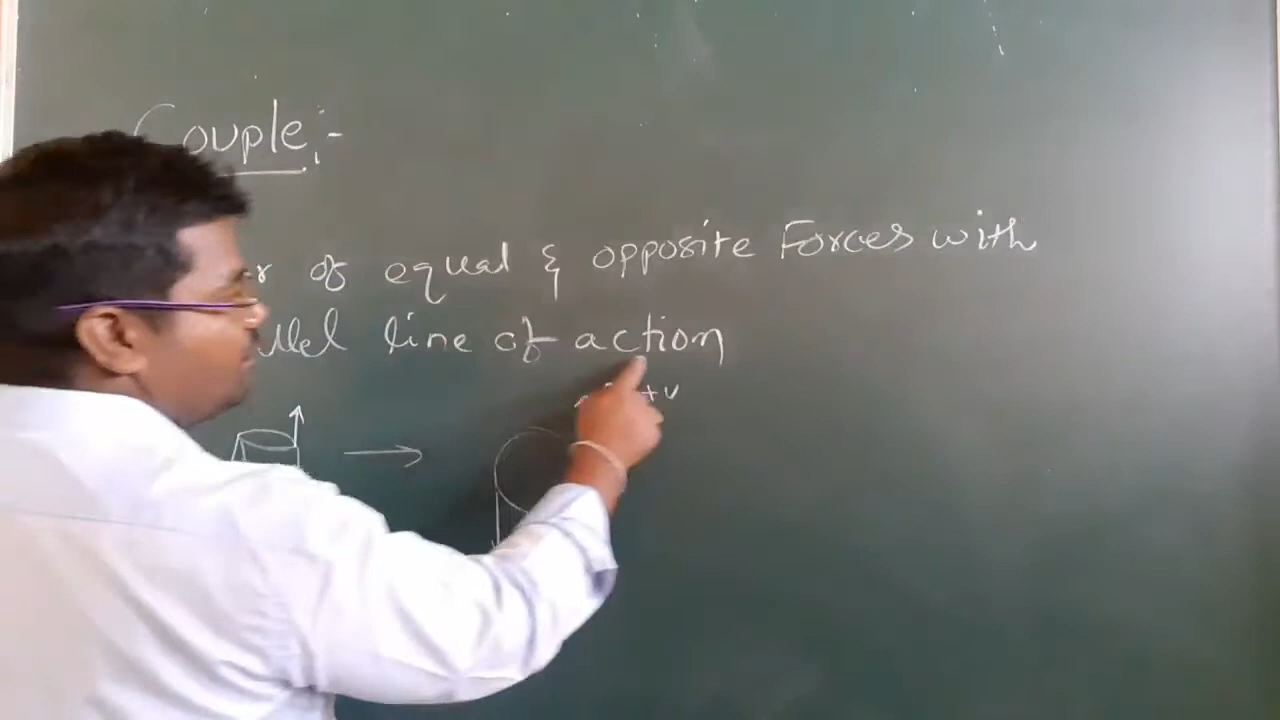 Couple:-
of equal & opposite Forces with
line of action